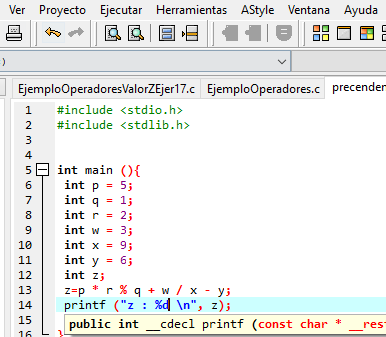 Ver Proyecto Ejecutar Herramientas AStyle Ventana Ayuda
)
EjemploOperadoresValorZEjer17.c EjemploOperadores.c
1 #include <stdio.h>
2 #include <stdlib.h>
3
4
5 int main (){
6 int p = 5;
7 int q = 1;
8 int r = 2;
9 int w = 3;
10 int x = 9;
11 int y = 6;
12 int z;
13 z=p * r % q + w / x - y;
14 printf ("z : %d \n", z);
15 public int __cdecl printf (const char * __res
16 }